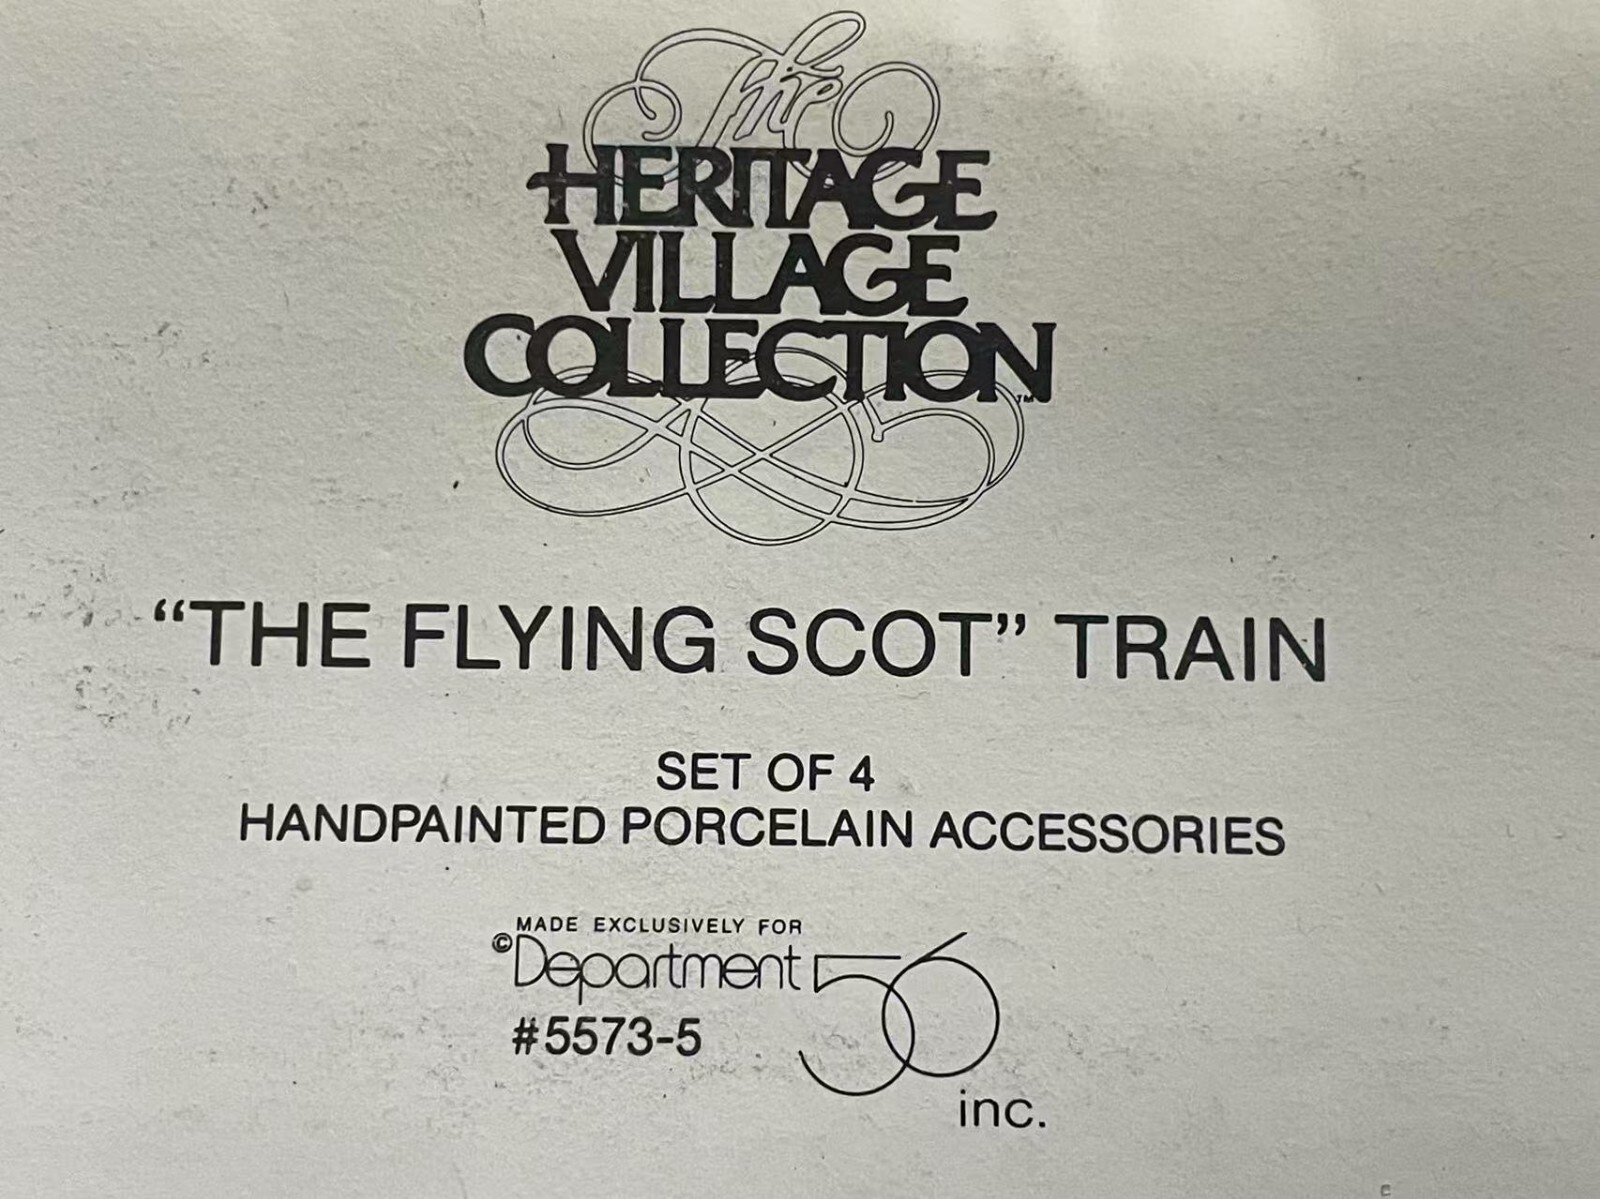 The
HERITAGE
VILLAGE
COLLECTION™
“THE FLYING SCOT” TRAIN
SET OF 4
HANDPAINTED PORCELAIN ACCESSORIES
MADE EXCLUSIVELY FOR
©Department 56
#5573-5
inc.